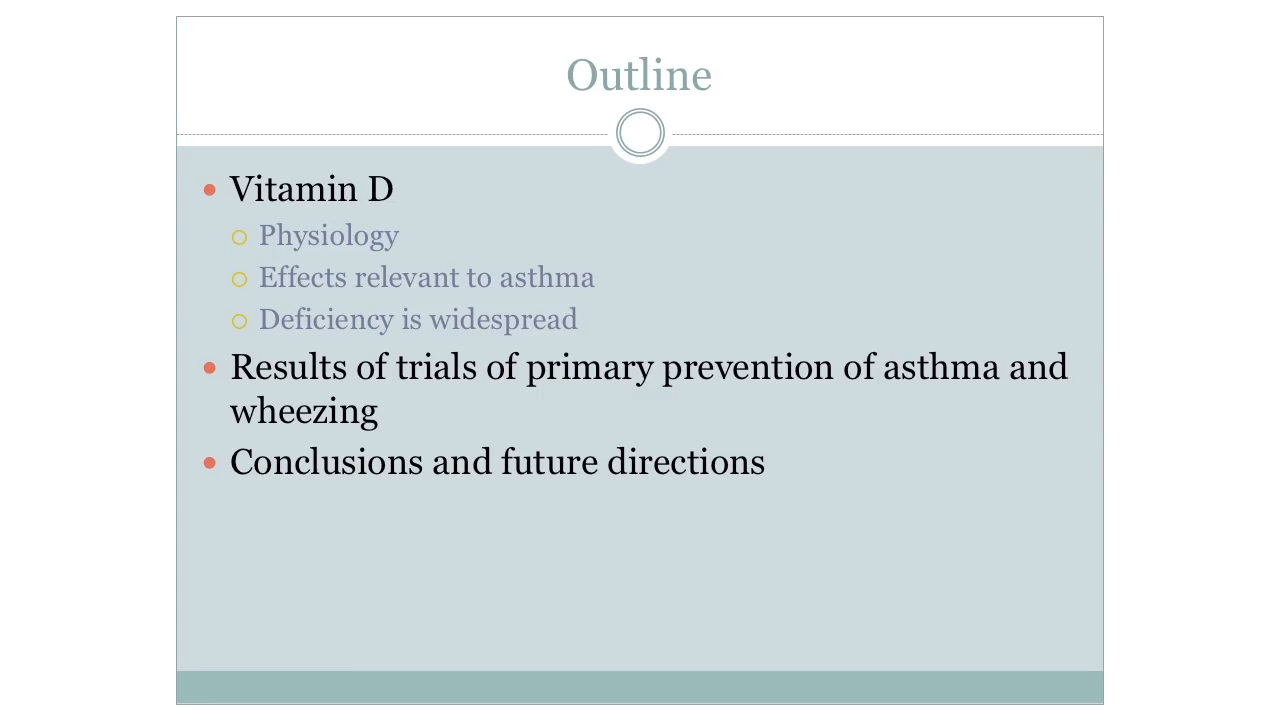 Outline
Vitamin D
Physiology
Effects relevant to asthma
Deficiency is widespread
Results of trials of primary prevention of asthma and
wheezing
Conclusions and future directions